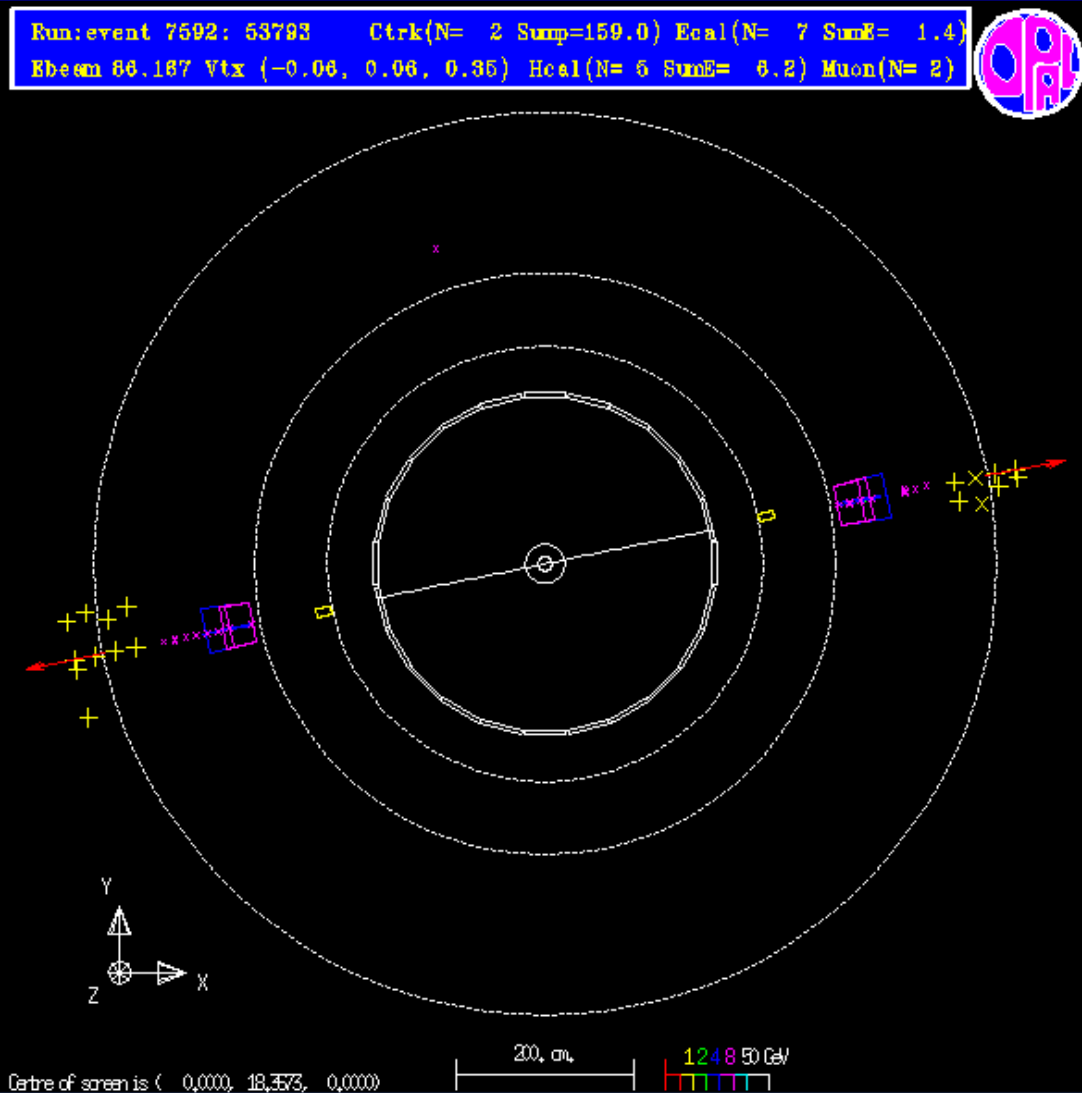 Run:event 7592: 53793 Ctrk(N= 2 Sump=159.0) Ecal(N= 7 SumE= 1.4)
Ebeam 86.167 Vtx (-0.06, 0.06, 0.35) Hcal(N= 5 SumE= 6.2) Muon(N= 2)
OPAL
Y
X
Z
200. cm.
1 2 4 8 50 GeV
Centre of screen is ( 0.0000, 18.3573, 0.0000)